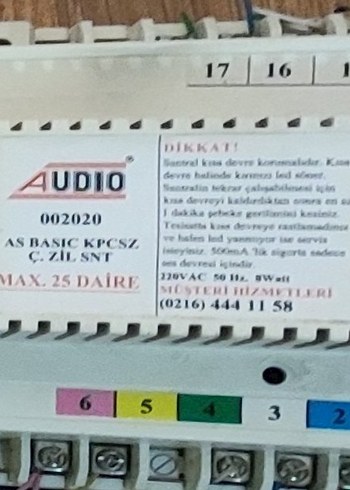 17 16 1
AUDIO
®
002020
AS BASIC KPCSZ
Ç. ZİL SNT
MAX. 25 DAİRE
DİKKAT!
Santral kısa devre korumalıdır. Kısa
devre halinde kırmızı led söner.
Santralin tekrar çalışabilmesi için
kısa devreyi kaldırdıktan sonra en az
1 dakika şebeke gerilimini kesiniz.
Tesisatta kısa devreye rastlamadınız
ve halen led yanmıyor ise servis
isteyiniz. 500mA 'lik sigorta sadece
ses devresi içindir.
220VAC 50 Hz. 8Watt
MÜŞTERİ HİZMETLERİ
(0216) 444 11 58
6 5 4 3 2